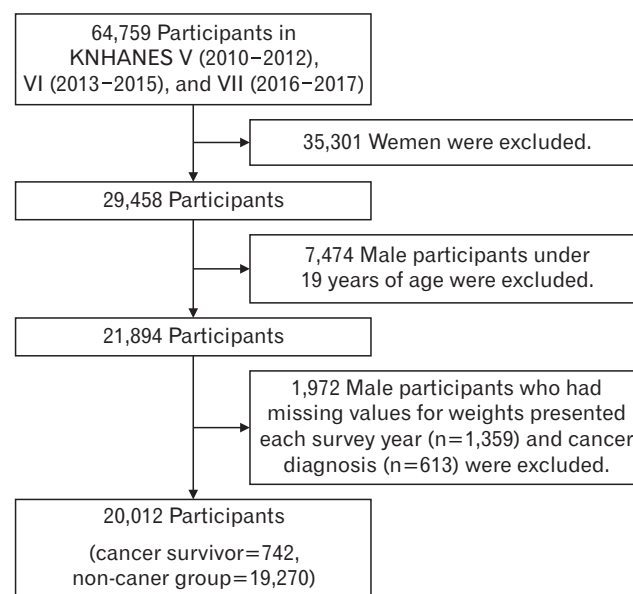 64,759 Participants in
KNHANES V (2010–2012),
VI (2013–2015), and VII (2016–2017)
35,301 Women were excluded.
29,458 Participants
7,474 Male participants under
19 years of age were excluded.
21,894 Participants
1,972 Male participants who had
missing values for weights presented
each survey year (n=1,359) and cancer
diagnosis (n=613) were excluded.
20,012 Participants
(cancer survivor=742,
non-caner group=19,270)